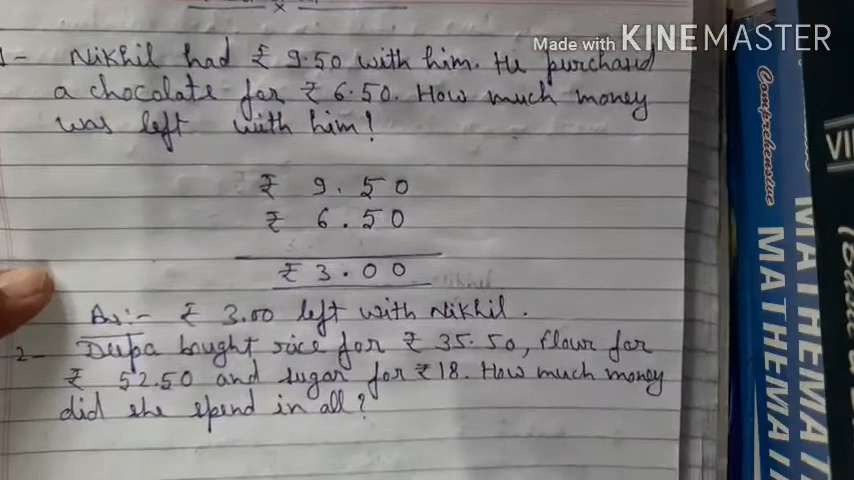 Made with KINEMASTER
1- Nikhil had ₹ 9.50 with him. He purchased
a chocolate for ₹ 6.50. How much money
was left with him!
₹ 9.50
₹ 6.50
₹ 3.00
As:- ₹ 3.00 left with Nikhil.
2- Deepa bought rice for ₹ 35.50, flour for
₹ 52.50 and sugar for ₹ 18. How much money
did she spend in all?
Comprehensive
MATHEMATI
MATHEMATI
VII
(Basic &